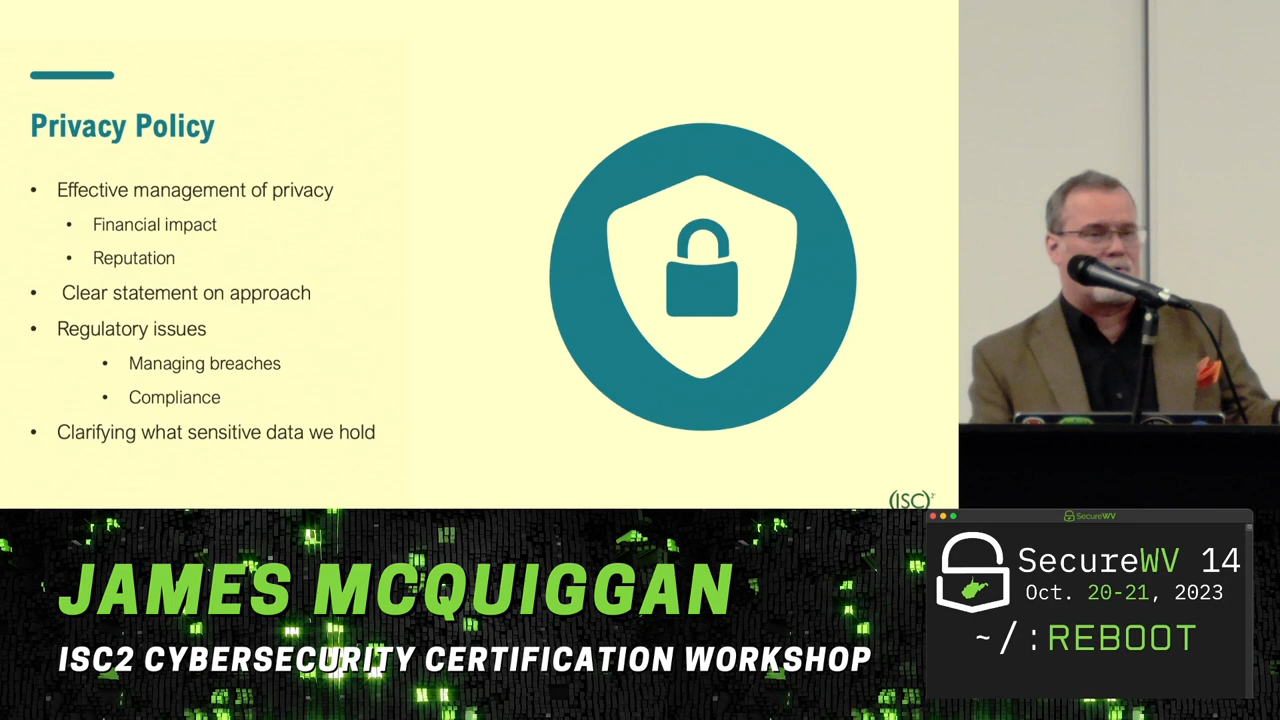 Privacy Policy
• Effective management of privacy
• Financial impact
• Reputation
• Clear statement on approach
• Regulatory issues
• Managing breaches
• Compliance
• Clarifying what sensitive data we hold
(ISC)²
JAMES MCQUIGGAN
ISC2 CYBERSECURITY CERTIFICATION WORKSHOP
SecureWV
SecureWV 14
Oct. 20-21, 2023
~/:REBOOT